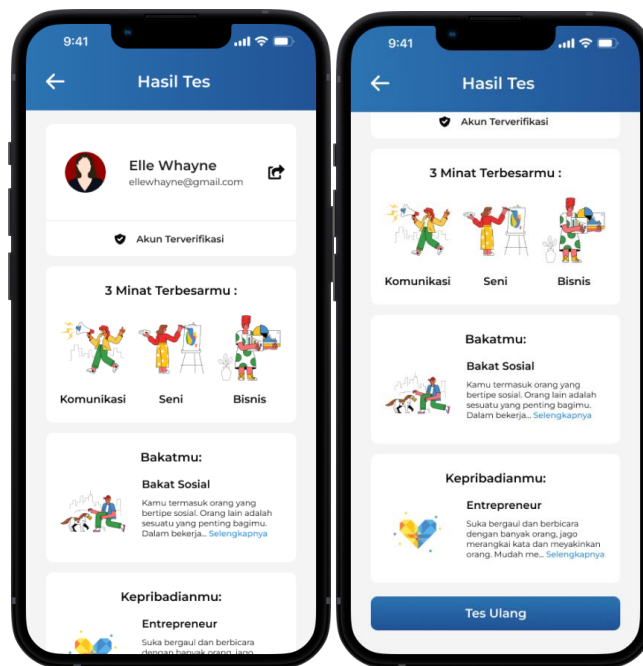 9:41
Hasil Tes
Elle Whayne
ellewhayne@gmail.com
Akun Terverifikasi
3 Minat Terbesarmu :
Komunikasi Seni Bisnis
Bakatmu:
Bakat Sosial
Kamu termasuk orang yang
bertipe sosial. Orang lain adalah
sesuatu yang penting bagimu.
Dalam bekerja... Selengkapnya
Kepribadianmu:
Entrepreneur
Suka bergaul dan berbicara
dengan banyak orang, jago
9:41
Hasil Tes
Akun Terverifikasi
3 Minat Terbesarmu :
Komunikasi Seni Bisnis
Bakatmu:
Bakat Sosial
Kamu termasuk orang yang
bertipe sosial. Orang lain adalah
sesuatu yang penting bagimu.
Dalam bekerja... Selengkapnya
Kepribadianmu:
Entrepreneur
Suka bergaul dan berbicara
dengan banyak orang, jago
merangkai kata dan meyakinkan
orang. Mudah me... Selengkapnya
Tes Ulang